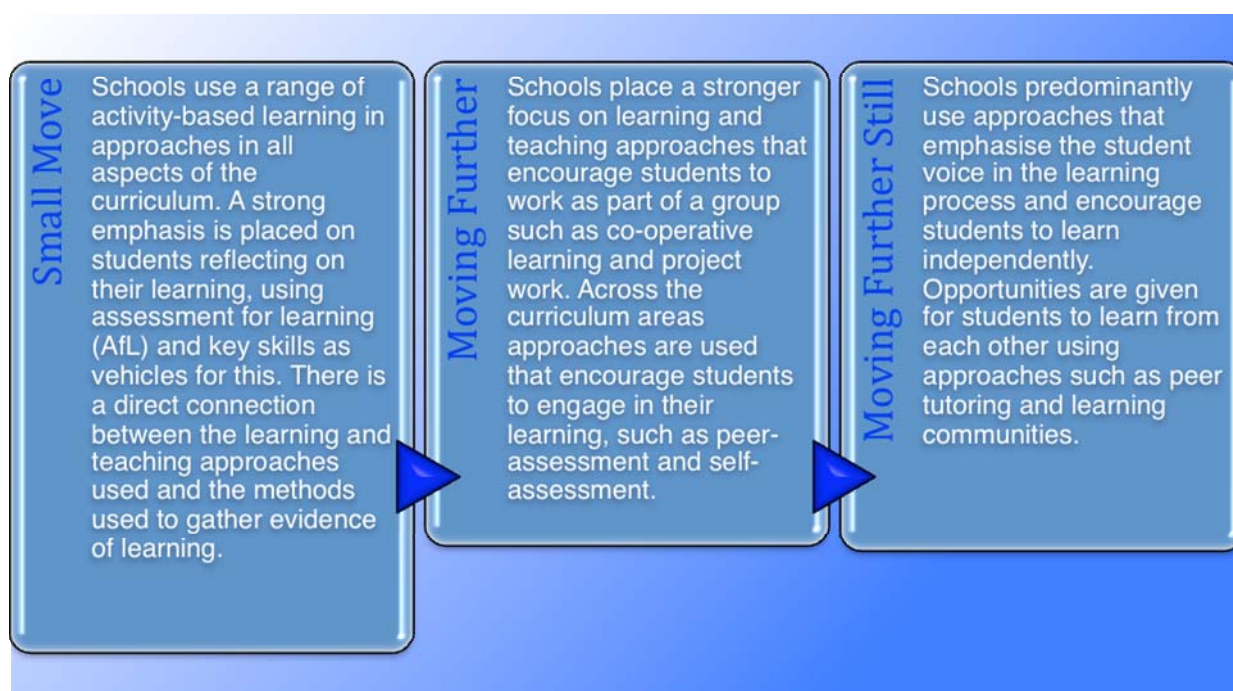 Small Move
Schools use a range of
activity-based learning in
approaches in all
aspects of the
curriculum. A strong
emphasis is placed on
students reflecting on
their learning, using
assessment for learning
(AfL) and key skills as
vehicles for this. There is
a direct connection
between the learning and
teaching approaches
used and the methods
used to gather evidence
of learning.
Moving Further
Schools place a stronger
focus on learning and
teaching approaches that
encourage students to
work as part of a group
such as co-operative
learning and project
work. Across the
curriculum areas
approaches are used
that encourage students
to engage in their
learning, such as peer-
assessment and self-
assessment.
Moving Further Still
Schools predominantly
use approaches that
emphasise the student
voice in the learning
process and encourage
students to learn
independently.
Opportunities are given
for students to learn from
each other using
approaches such as peer
tutoring and learning
communities.